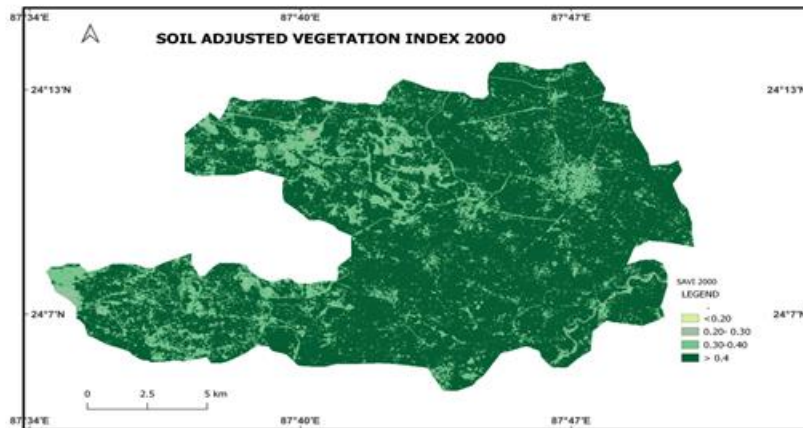 87°34'E 87°40'E 87°47'E
SOIL ADJUSTED VEGETATION INDEX 2000
24°13'N 24°13'N
SAVI 2000
LEGEND
<0.20
24°7'N 24°7'N
0.20- 0.30
0.30-0.40
> 0.4
0 2.5 5 km
87°34'E 87°40'E 87°47'E